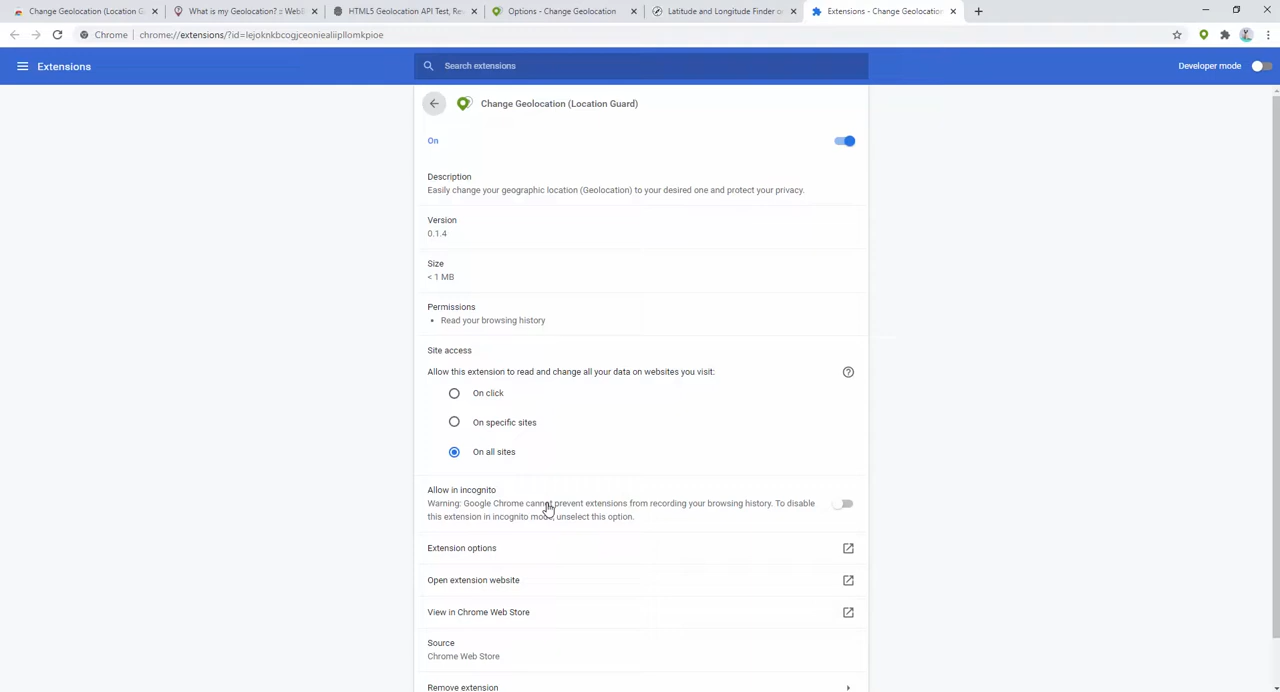 Change Geolocation (Location G
What is my Geolocation? :: WebB
HTML5 Geolocation API Test, Re
Options - Change Geolocation
Latitude and Longitude Finder o
Extensions - Change Geolocation
Chrome
chrome://extensions/?id=lejoknkbcogjceoniealiipllomkpioe
Extensions
Search extensions
Developer mode
Change Geolocation (Location Guard)
On
Description
Easily change your geographic location (Geolocation) to your desired one and protect your privacy.
Version
0.1.4
Size
< 1 MB
Permissions
• Read your browsing history
Site access
Allow this extension to read and change all your data on websites you visit:
On click
On specific sites
On all sites
Allow in incognito
Warning: Google Chrome cannot prevent extensions from recording your browsing history. To disable
this extension in incognito mode, unselect this option.
Extension options
Open extension website
View in Chrome Web Store
Source
Chrome Web Store
Remove extension